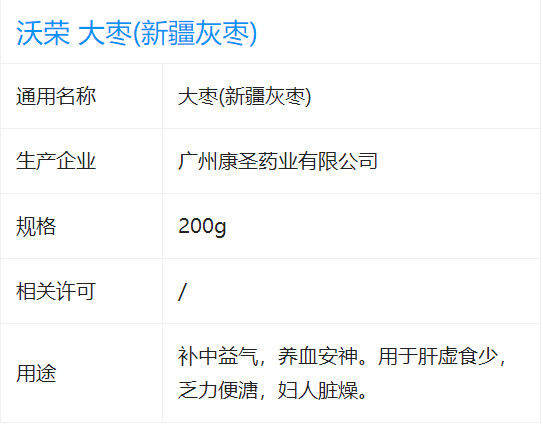 沃荣 大枣(新疆灰枣)
通用名称 大枣(新疆灰枣)
生产企业 广州康圣药业有限公司
规格 200g
相关许可 /
用途 补中益气，养血安神。用于肝虚食少，
乏力便溏，妇人脏燥。